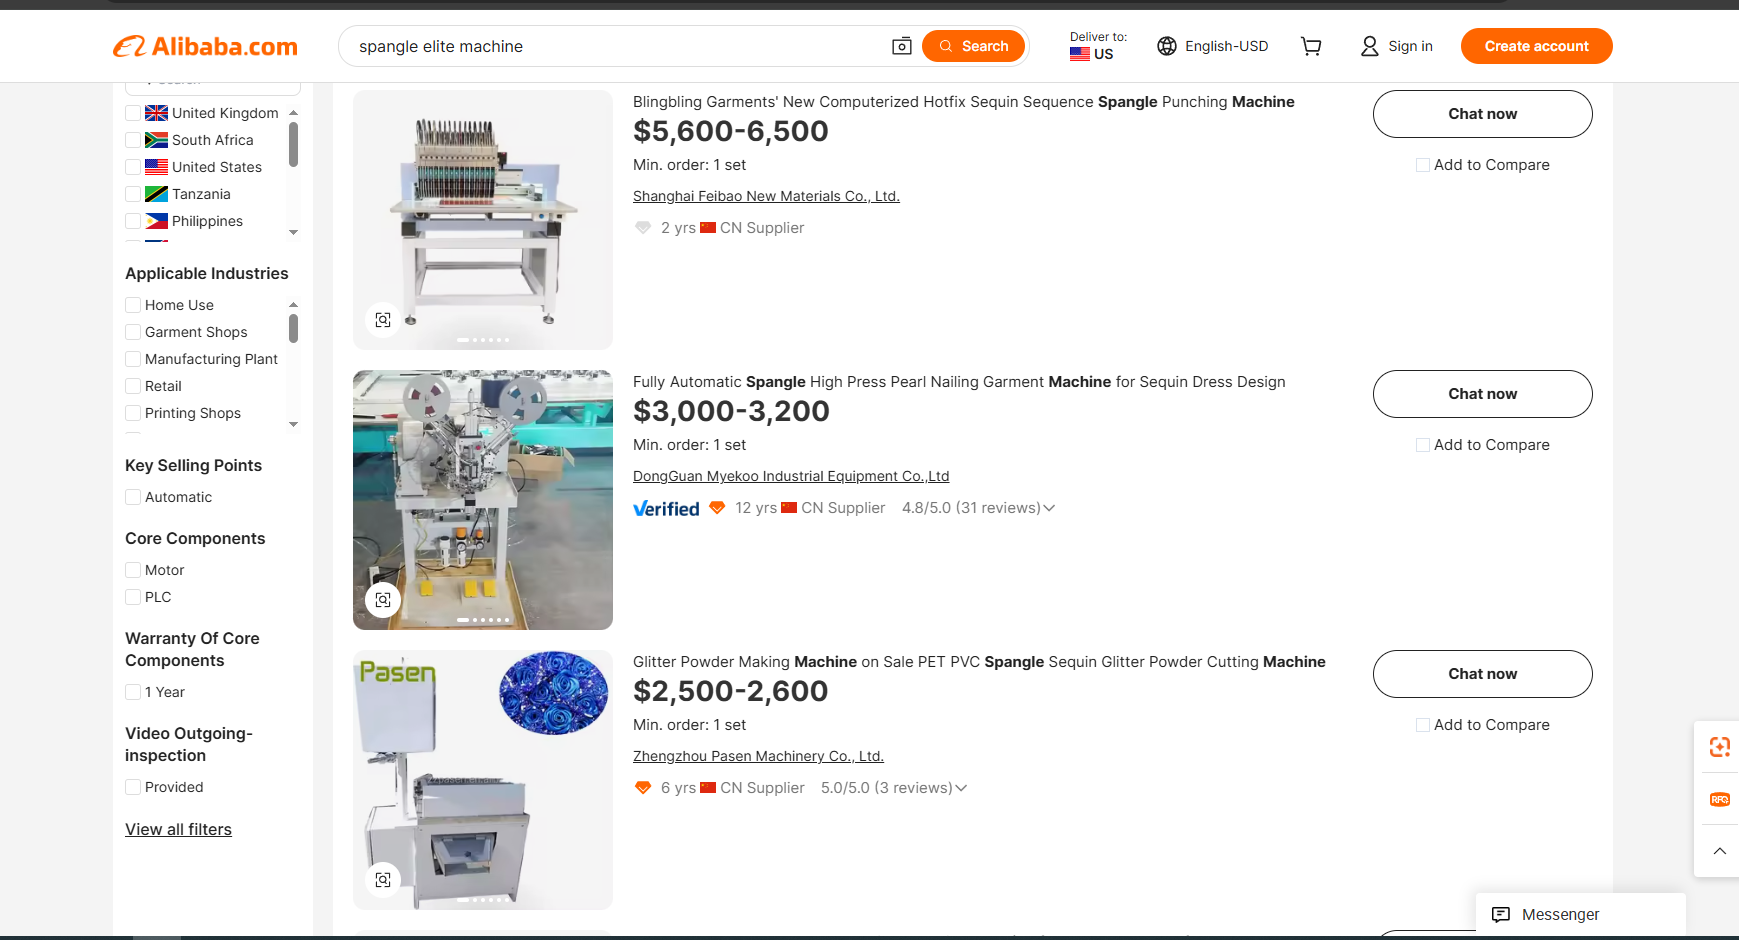 Alibaba.com
spangle elite machine
Search
Deliver to:
US
English-USD
Sign in
Create account
United Kingdom
South Africa
United States
Tanzania
Philippines
Applicable Industries
Home Use
Garment Shops
Manufacturing Plant
Retail
Printing Shops
Key Selling Points
Automatic
Core Components
Motor
PLC
Warranty Of Core
Components
1 Year
Video Outgoing-
inspection
Provided
View all filters
Blingbling Garments' New Computerized Hotfix Sequin Sequence Spangle Punching Machine
$5,600-6,500
Min. order: 1 set
Shanghai Feibao New Materials Co., Ltd.
2 yrs CN Supplier
Chat now
Add to Compare
Fully Automatic Spangle High Press Pearl Nailing Garment Machine for Sequin Dress Design
$3,000-3,200
Min. order: 1 set
DongGuan Myekoo Industrial Equipment Co.,Ltd
Verified 12 yrs CN Supplier 4.8/5.0 (31 reviews)
Chat now
Add to Compare
Pasen
Glitter Powder Making Machine on Sale PET PVC Spangle Sequin Glitter Powder Cutting Machine
$2,500-2,600
Min. order: 1 set
Zhengzhou Pasen Machinery Co., Ltd.
6 yrs CN Supplier 5.0/5.0 (3 reviews)
Chat now
Add to Compare
RFQ
Messenger